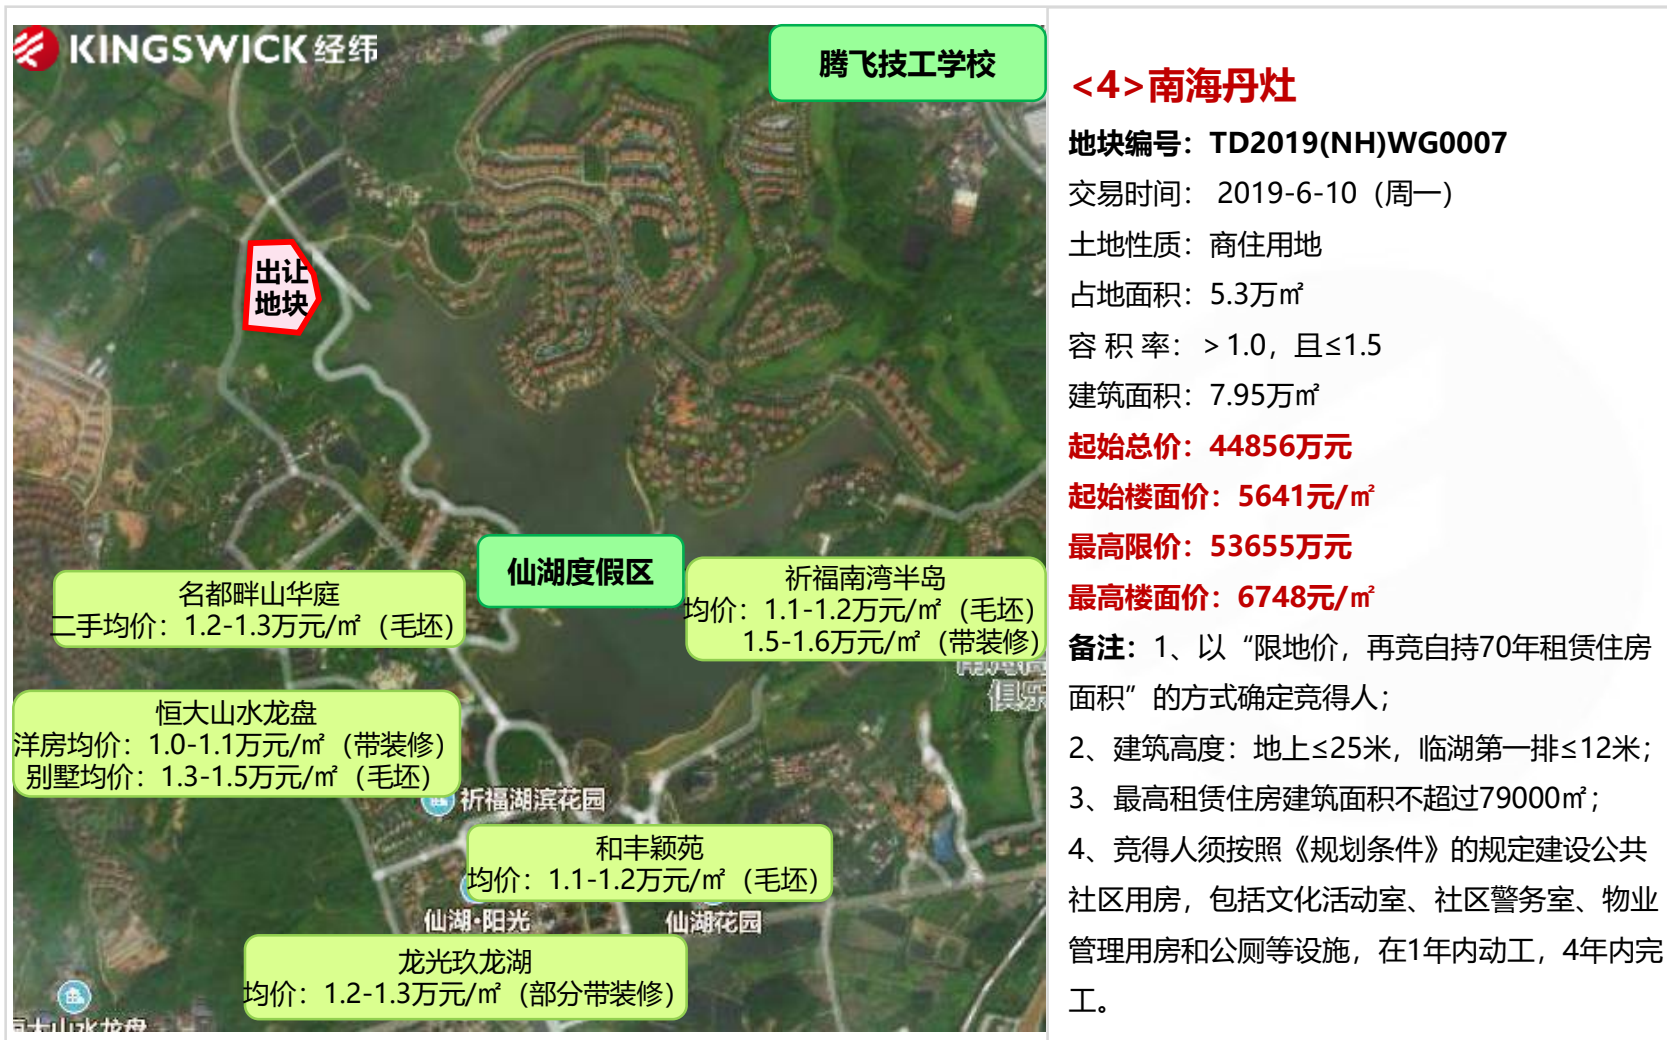 KINGSWICK 经纬
腾飞技工学校
出让
地块
仙湖度假区
名都畔山华庭
二手均价：1.2-1.3万元/㎡（毛坯）
祈福南湾半岛
均价：1.1-1.2万元/㎡（毛坯）
1.5-1.6万元/㎡（带装修）
俱乐
恒大山水龙盘
洋房均价：1.0-1.1万元/㎡（带装修）
别墅均价：1.3-1.5万元/㎡（毛坯）
祈福湖滨花园
和丰颖苑
均价：1.1-1.2万元/㎡（毛坯）
仙湖·阳光
仙湖花园
龙光玖龙湖
均价：1.2-1.3万元/㎡（部分带装修）
大山水龙盘
<4>南海丹灶
地块编号：TD2019(NH)WG0007
交易时间： 2019-6-10（周一）
土地性质：商住用地
占地面积：5.3万㎡
容 积 率：＞1.0，且≤1.5
建筑面积：7.95万㎡
起始总价：44856万元
起始楼面价：5641元/㎡
最高限价：53655万元
最高楼面价：6748元/㎡
备注：1、以“限地价，再竞自持70年租赁住房
面积”的方式确定竞得人；
2、建筑高度：地上≤25米，临湖第一排≤12米；
3、最高租赁住房建筑面积不超过79000㎡；
4、竞得人须按照《规划条件》的规定建设公共
社区用房，包括文化活动室、社区警务室、物业
管理用房和公厕等设施，在1年内动工，4年内完
工。